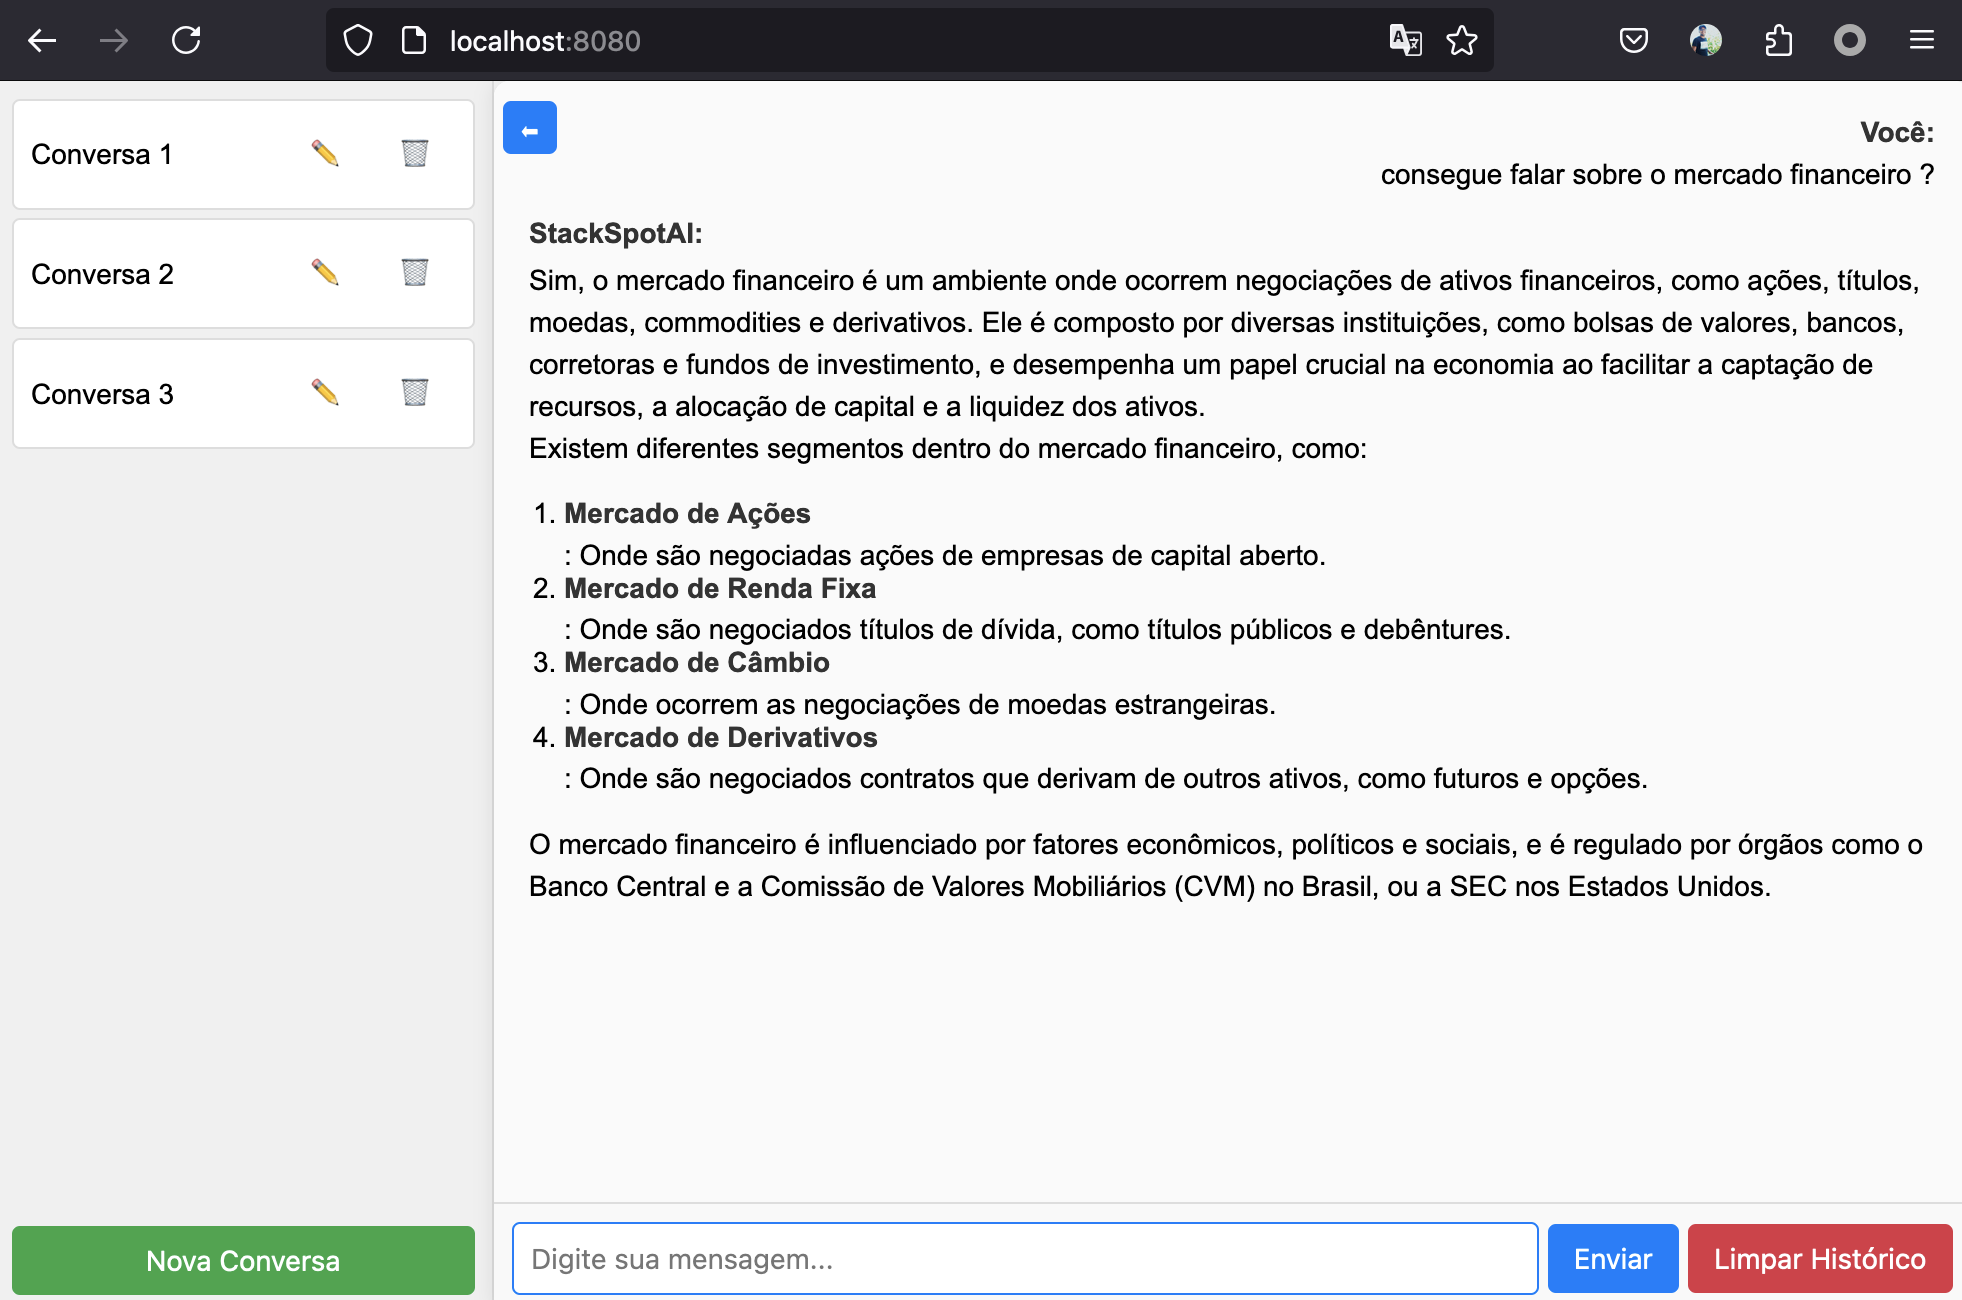 localhost:8080
Conversa 1
Conversa 2
Conversa 3
Nova Conversa
Você:
consegue falar sobre o mercado financeiro ?
StackSpotAI:
Sim, o mercado financeiro é um ambiente onde ocorrem negociações de ativos financeiros, como ações, títulos,
moedas, commodities e derivativos. Ele é composto por diversas instituições, como bolsas de valores, bancos,
corretoras e fundos de investimento, e desempenha um papel crucial na economia ao facilitar a captação de
recursos, a alocação de capital e a liquidez dos ativos.
Existem diferentes segmentos dentro do mercado financeiro, como:
1. Mercado de Ações
: Onde são negociadas ações de empresas de capital aberto.
2. Mercado de Renda Fixa
: Onde são negociados títulos de dívida, como títulos públicos e debêntures.
3. Mercado de Câmbio
: Onde ocorrem as negociações de moedas estrangeiras.
4. Mercado de Derivativos
: Onde são negociados contratos que derivam de outros ativos, como futuros e opções.
O mercado financeiro é influenciado por fatores econômicos, políticos e sociais, e é regulado por órgãos como o
Banco Central e a Comissão de Valores Mobiliários (CVM) no Brasil, ou a SEC nos Estados Unidos.
Digite sua mensagem...
Enviar
Limpar Histórico